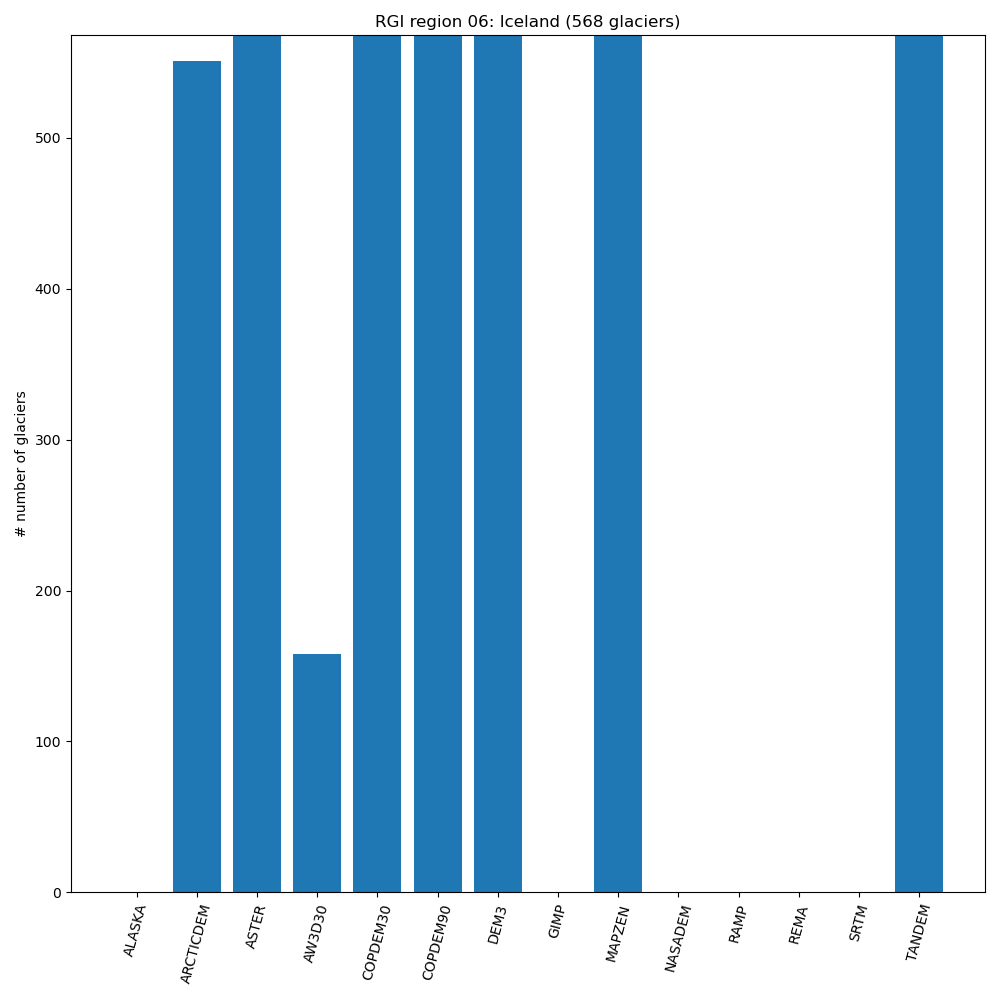 RGI region 06: Iceland (568 glaciers)
# number of glaciers
500
400
300
200
100
0
ALASKA
ARCTICDEM
ASTER
AW3D30
COPDEM30
COPDEM90
DEM3
GIMP
MAPZEN
NASADEM
RAMP
REMA
SRTM
TANDEM